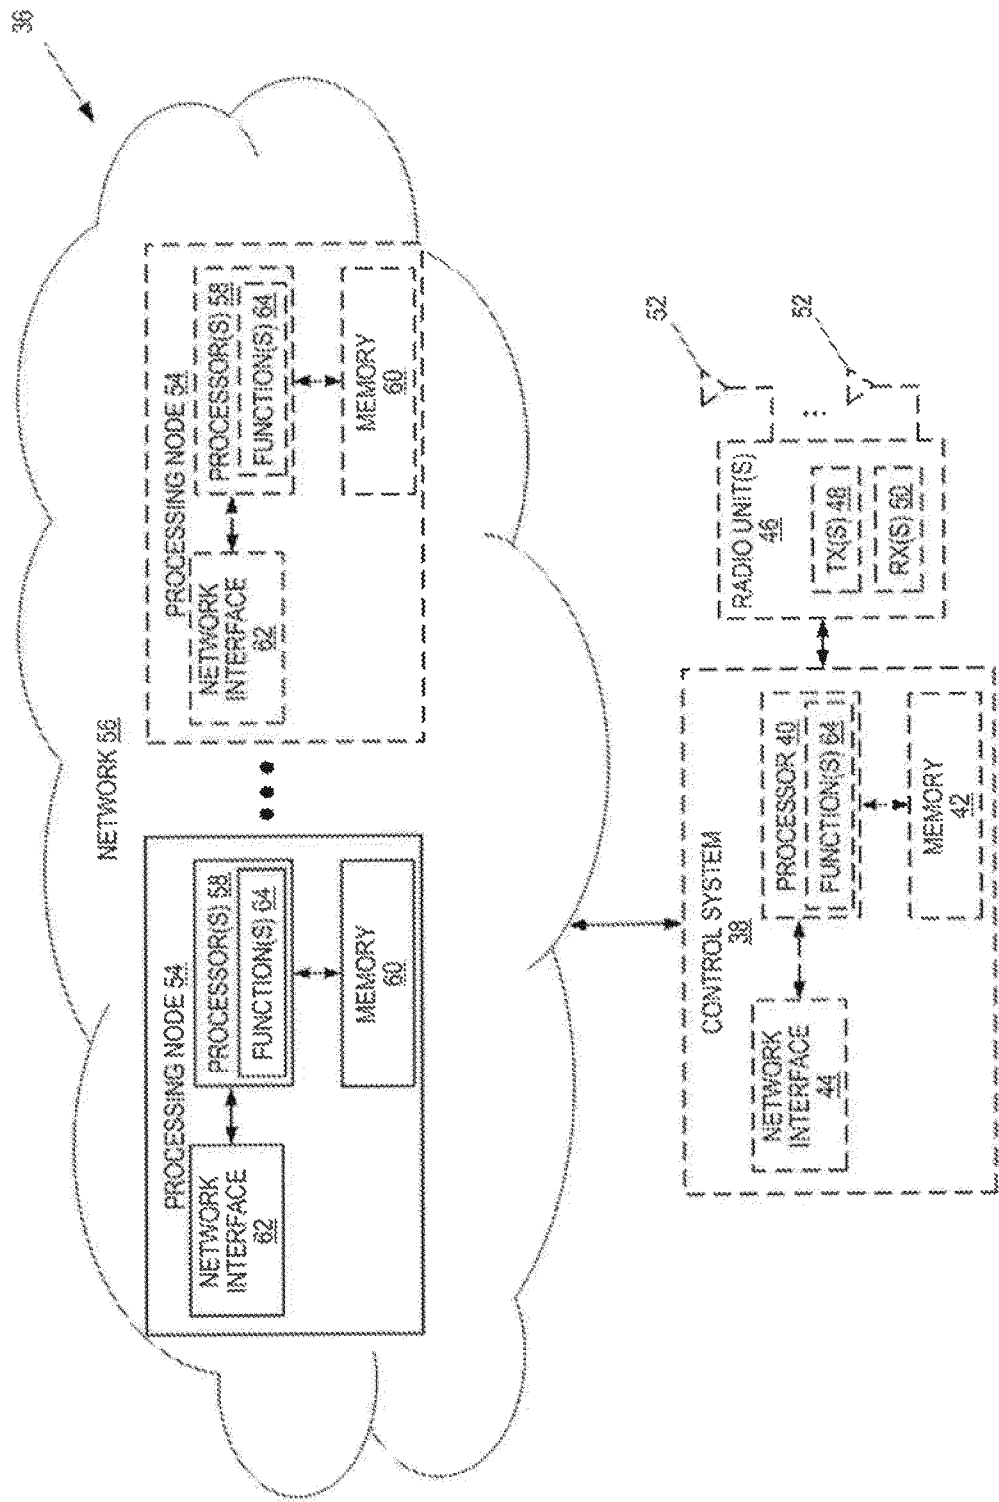 36
NETWORK 56
PROCESSING NODE 54
NETWORK
INTERFACE
62
PROCESSOR(S) 58
FUNCTION(S) 64
MEMORY
60
PROCESSING NODE 54
NETWORK
INTERFACE
62
PROCESSOR(S) 58
FUNCTION(S) 64
MEMORY
60
CONTROL SYSTEM
38
NETWORK
INTERFACE
44
PROCESSOR 40
FUNCTION(S) 64
MEMORY
42
RADIO UNIT(S)
46
TX(S) 48
RX(S) 50
52
52